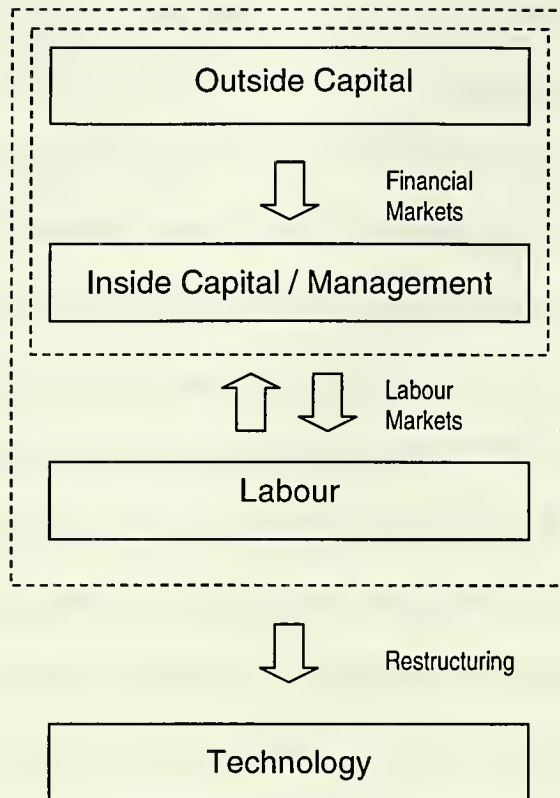 Outside Capital
Financial
Markets
Inside Capital / Management
Labour
Markets
Labour
Restructuring
Technology